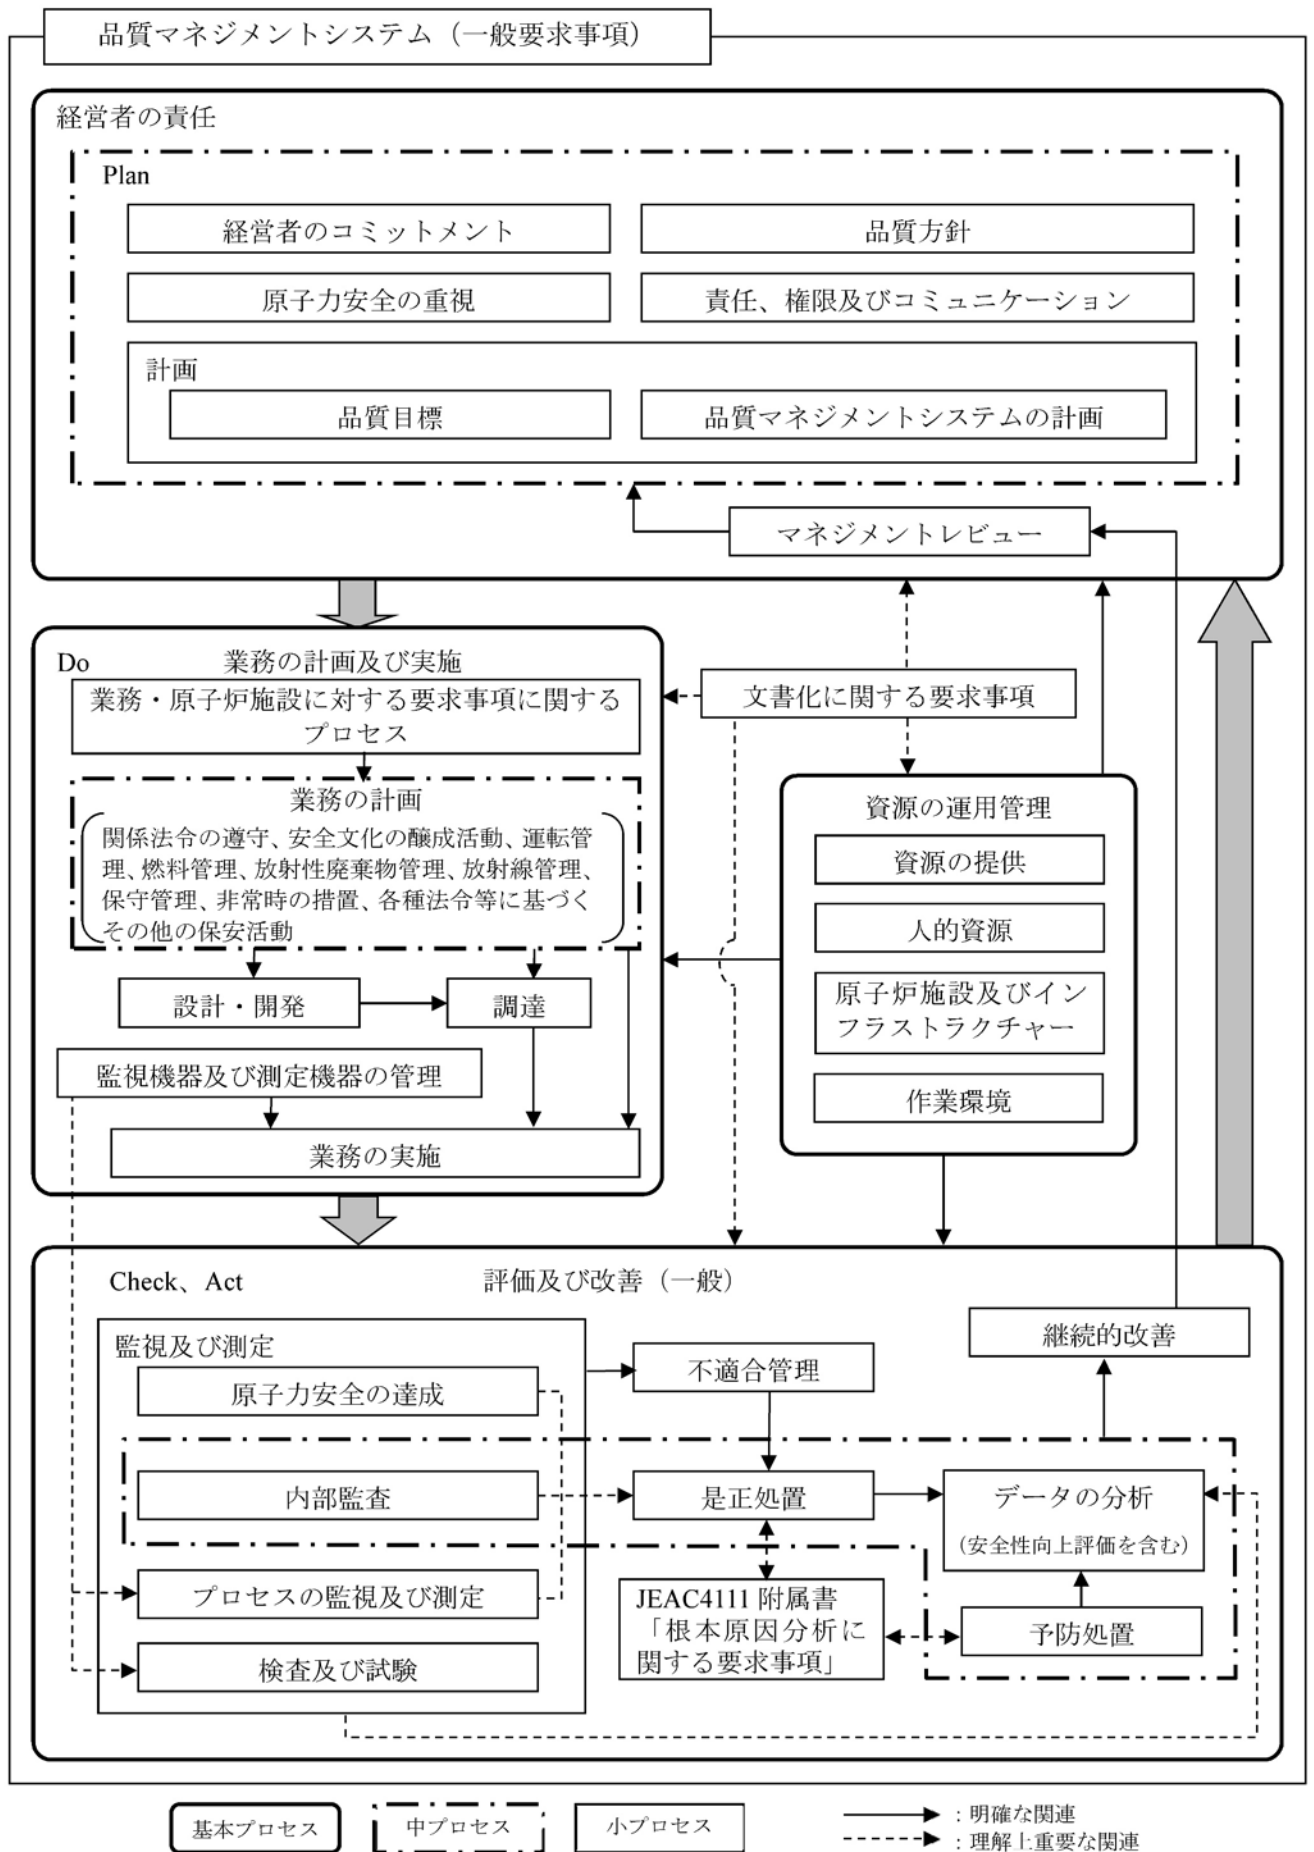 品質マネジメントシステム（一般要求事項）
経営者の責任
Plan
経営者のコミットメント
品質方針
原子力安全の重視
責任、権限及びコミュニケーション
計画
品質目標
品質マネジメントシステムの計画
マネジメントレビュー
Do
業務の計画及び実施
業務・原子炉施設に対する要求事項に関する
プロセス
業務の計画
関係法令の遵守、安全文化の醸成活動、運転管
理、燃料管理、放射性廃棄物管理、放射線管理、
保守管理、非常時の措置、各種法令等に基づく
その他の保安活動
設計・開発
調達
監視機器及び測定機器の管理
業務の実施
文書化に関する要求事項
資源の運用管理
資源の提供
人的資源
原子炉施設及びイン
フラストラクチャー
作業環境
Check、Act
評価及び改善（一般）
監視及び測定
原子力安全の達成
内部監査
プロセスの監視及び測定
検査及び試験
不適合管理
是正処置
JEAC4111 附属書
「根本原因分析に
関する要求事項」
継続的改善
データの分析
（安全性向上評価を含む）
予防処置
基本プロセス
中プロセス
小プロセス
：明確な関連
：理解上重要な関連